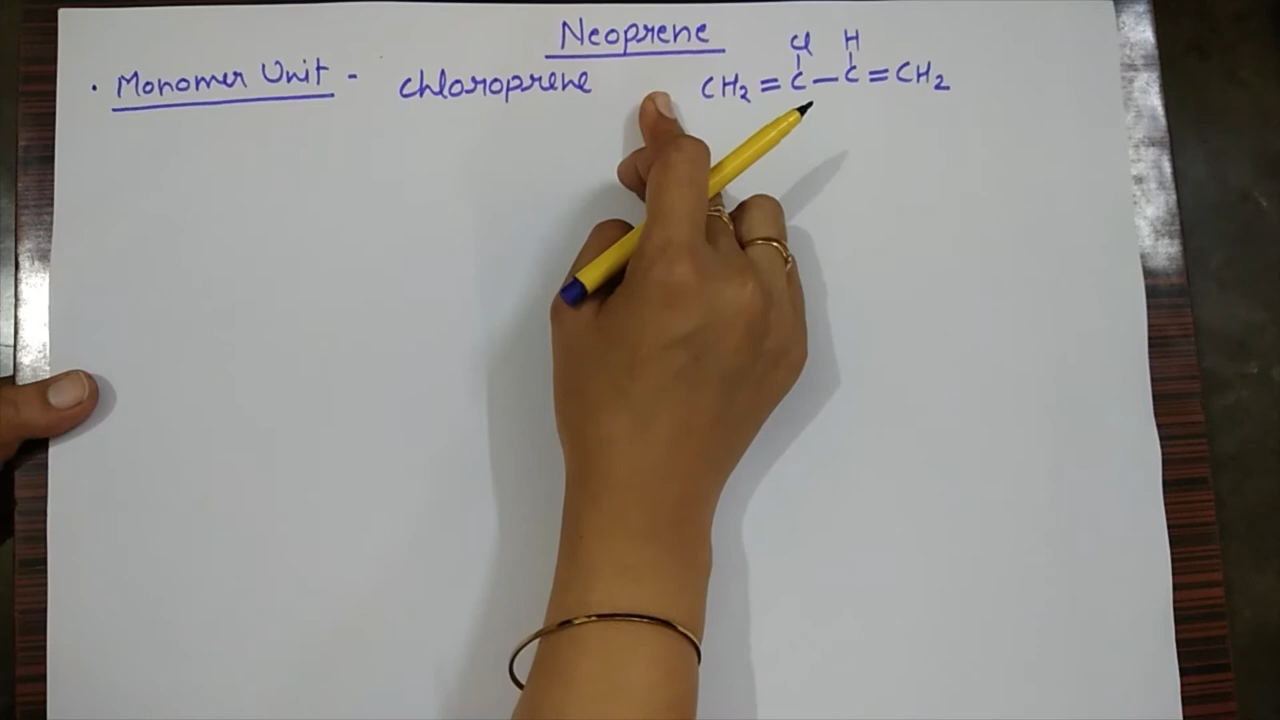 Neoprene
Cl H
. Monomer Unit - chloroprene CH2=C—C=CH2